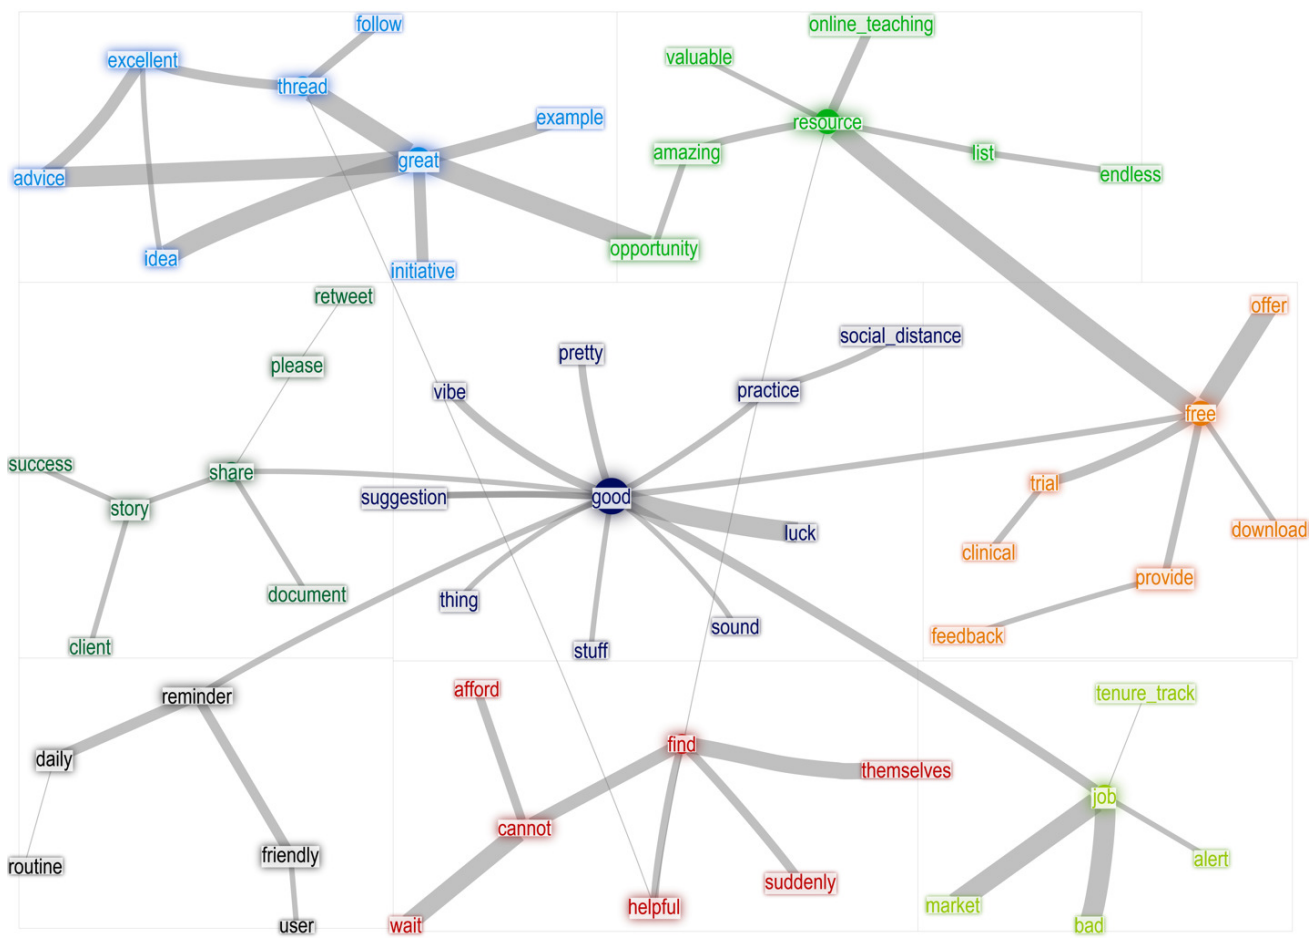 follow
excellent
thread
example
great
advice
idea
initiative
online_teaching
valuable
resource
amazing
list
endless
opportunity
retweet
please
success
share
story
document
client
pretty
social_distance
vibe
practice
suggestion
good
luck
thing
sound
stuff
offer
free
trial
download
clinical
provide
feedback
reminder
daily
friendly
routine
user
afford
find
themselves
cannot
suddenly
helpful
wait
tenure_track
job
alert
market
bad